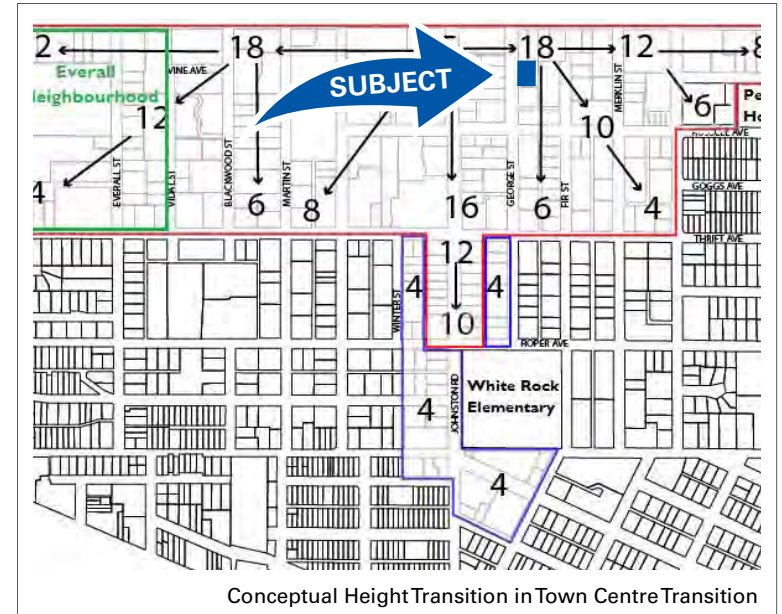 2 18 18 12 8
Everall
VINE AVE
Neighbourhood
SUBJECT
MERKLIN ST
6
12
10
RUSSELL AVE
GOGGS AVE
4
EVERALL ST
VIDAL ST
BLACKWOOD ST
MARTIN ST
GEORGE ST
FIR ST
6 8 16 6 4
THRIFT AVE
12
4 4
WINTER ST
10
ROPER AVE
JOHNSTON RD
White Rock
Elementary
4
4
Conceptual Height Transition in Town Centre Transition